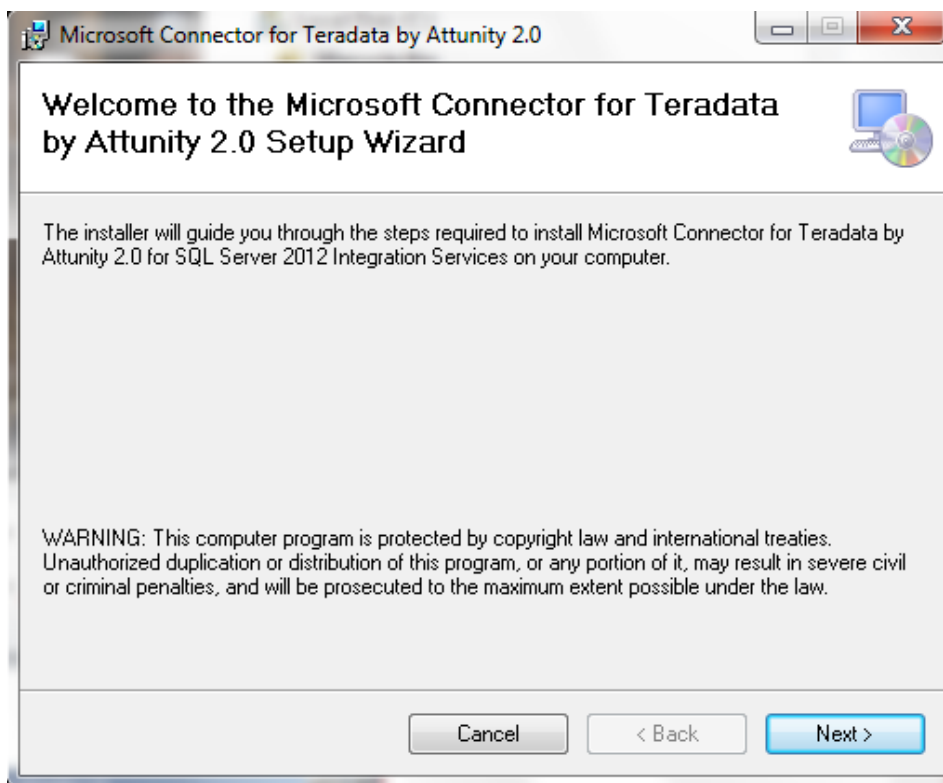 Microsoft Connector for Teradata by Attunity 2.0
Welcome to the Microsoft Connector for Teradata
by Attunity 2.0 Setup Wizard
The installer will guide you through the steps required to install Microsoft Connector for Teradata by
Attunity 2.0 for SQL Server 2012 Integration Services on your computer.
WARNING: This computer program is protected by copyright law and international treaties.
Unauthorized duplication or distribution of this program, or any portion of it, may result in severe civil
or criminal penalties, and will be prosecuted to the maximum extent possible under the law.
Cancel < Back Next >